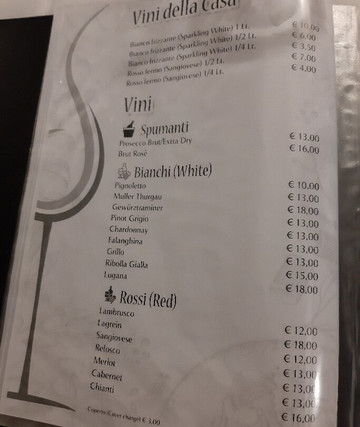 Vini della Casa
Bianco frizzante (Sparkling White) 1 Lt. € 10,00
Bianco frizzante (Sparkling White) 1/2 Lt. € 6,00
Bianco frizzante (Sparkling White) 1/4 Lt. € 3,50
Rosso fermo (Sangiovese) 1/2 Lt. € 7,00
Rosso fermo (Sangiovese) 1/4 Lt. € 4,00
Vini
Spumanti
Prosecco Brut/Extra Dry € 13,00
Brut Rosè € 16,00
Bianchi (White)
Pignoletto € 10,00
Muller Thurgau € 13,00
Gewürztraminer € 18,00
Pinot Grigio € 13,00
Chardonnay € 13,00
Falanghina € 13,00
Grillo € 13,00
Ribolla Gialla € 15,00
Lugana € 18,00
Rossi (Red)
Lambrusco € 12,00
Lagrein € 18,00
Sangiovese € 12,00
Refosco € 13,00
Merlot € 13,00
Cabernet € 13,00
Chianti € 16,00
Coperto (Cover charge) € 3,00